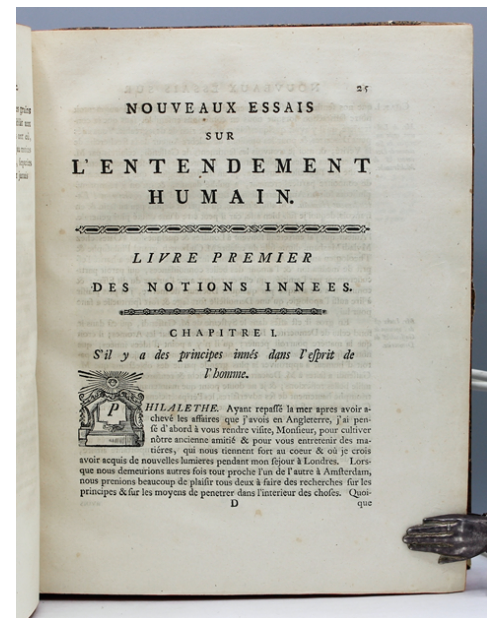 25
NOUVEAUX ESSAIS
SUR
L'ENTENDEMENT
HUMAIN.
LIVRE PREMIER
DES NOTIONS INNEES.
CHAPITRE I.
S'il y a des principes innés dans l'eſprit de
l'homme.
PHILALETHE. Ayant repaſſé la mer apres avoir a-
chevé les affaires que j'avois en Angleterre, j'ai pen-
ſé d'abord à vous rendre viſite, Monſieur, pour cultiver
nôtre ancienne amitié & pour vous entretenir des ma-
tiéres, qui nous tiennent fort au coeur & où je crois
avoir acquis de nouvelles lumieres pendant mon ſejour à Londres. Lors-
que nous demeurions autres fois tout proche l'un de l'autre à Amſterdam,
nous prenions beaucoup de plaiſir tous deux à faire des recherches ſur les
principes & ſur les moyens de penetrer dans l'interieur des choſes. Quoi-
D que